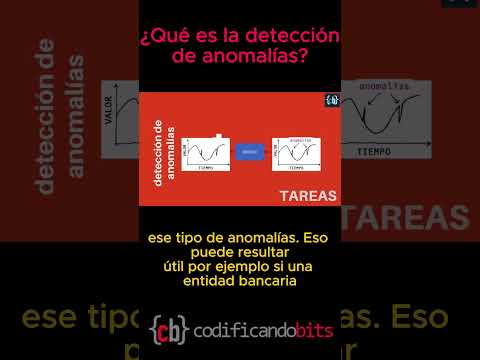 ¿Qué es la detección
de anomalías?
{cb}
detección de
anomalías
VALOR
TIEMPO
anomalías
VALOR
TIEMPO
TAREAS
detección de
anomalías
VALOR
anomalías
TIEMPO
TAREAS
ese tipo de anomalías. Eso
puede resultar
útil por ejemplo si una
entidad bancaria
ese tipo de anomalías. Eso
{cb} codificandobits